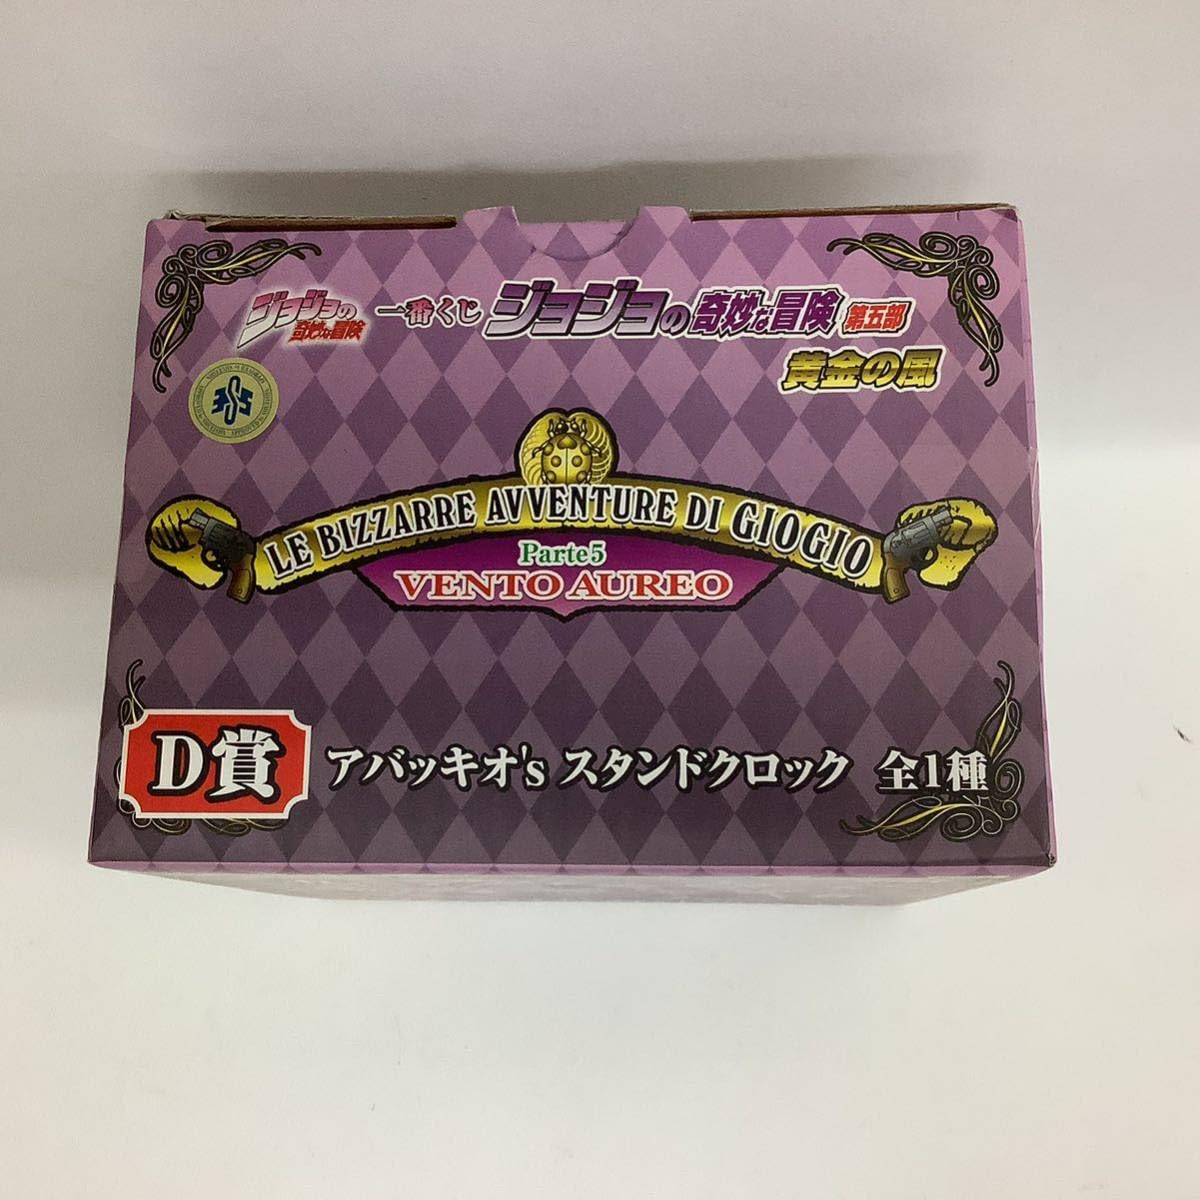 ジョジョの
奇妙な冒険
一番くじ ジョジョの奇妙な冒険 第五部
黄金の風
LE BIZZARRE AVVENTURE DI GIOGIO
Parte5
VENTO AUREO
D賞 アバッキオ's スタンドクロック 全1種